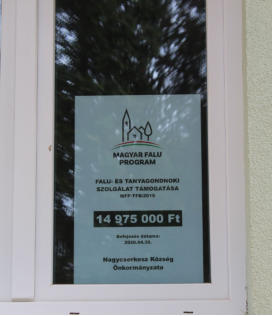 MAGYAR FALU
PROGRAM
FALU- ÉS TANYAGONDNOKI
SZOLGÁLAT TÁMOGATÁSA
MFP-FFB/2019
14 975 000 Ft
Befejezés dátuma:
2020.04.30.
Nagycserkesz Község
Önkormányzata